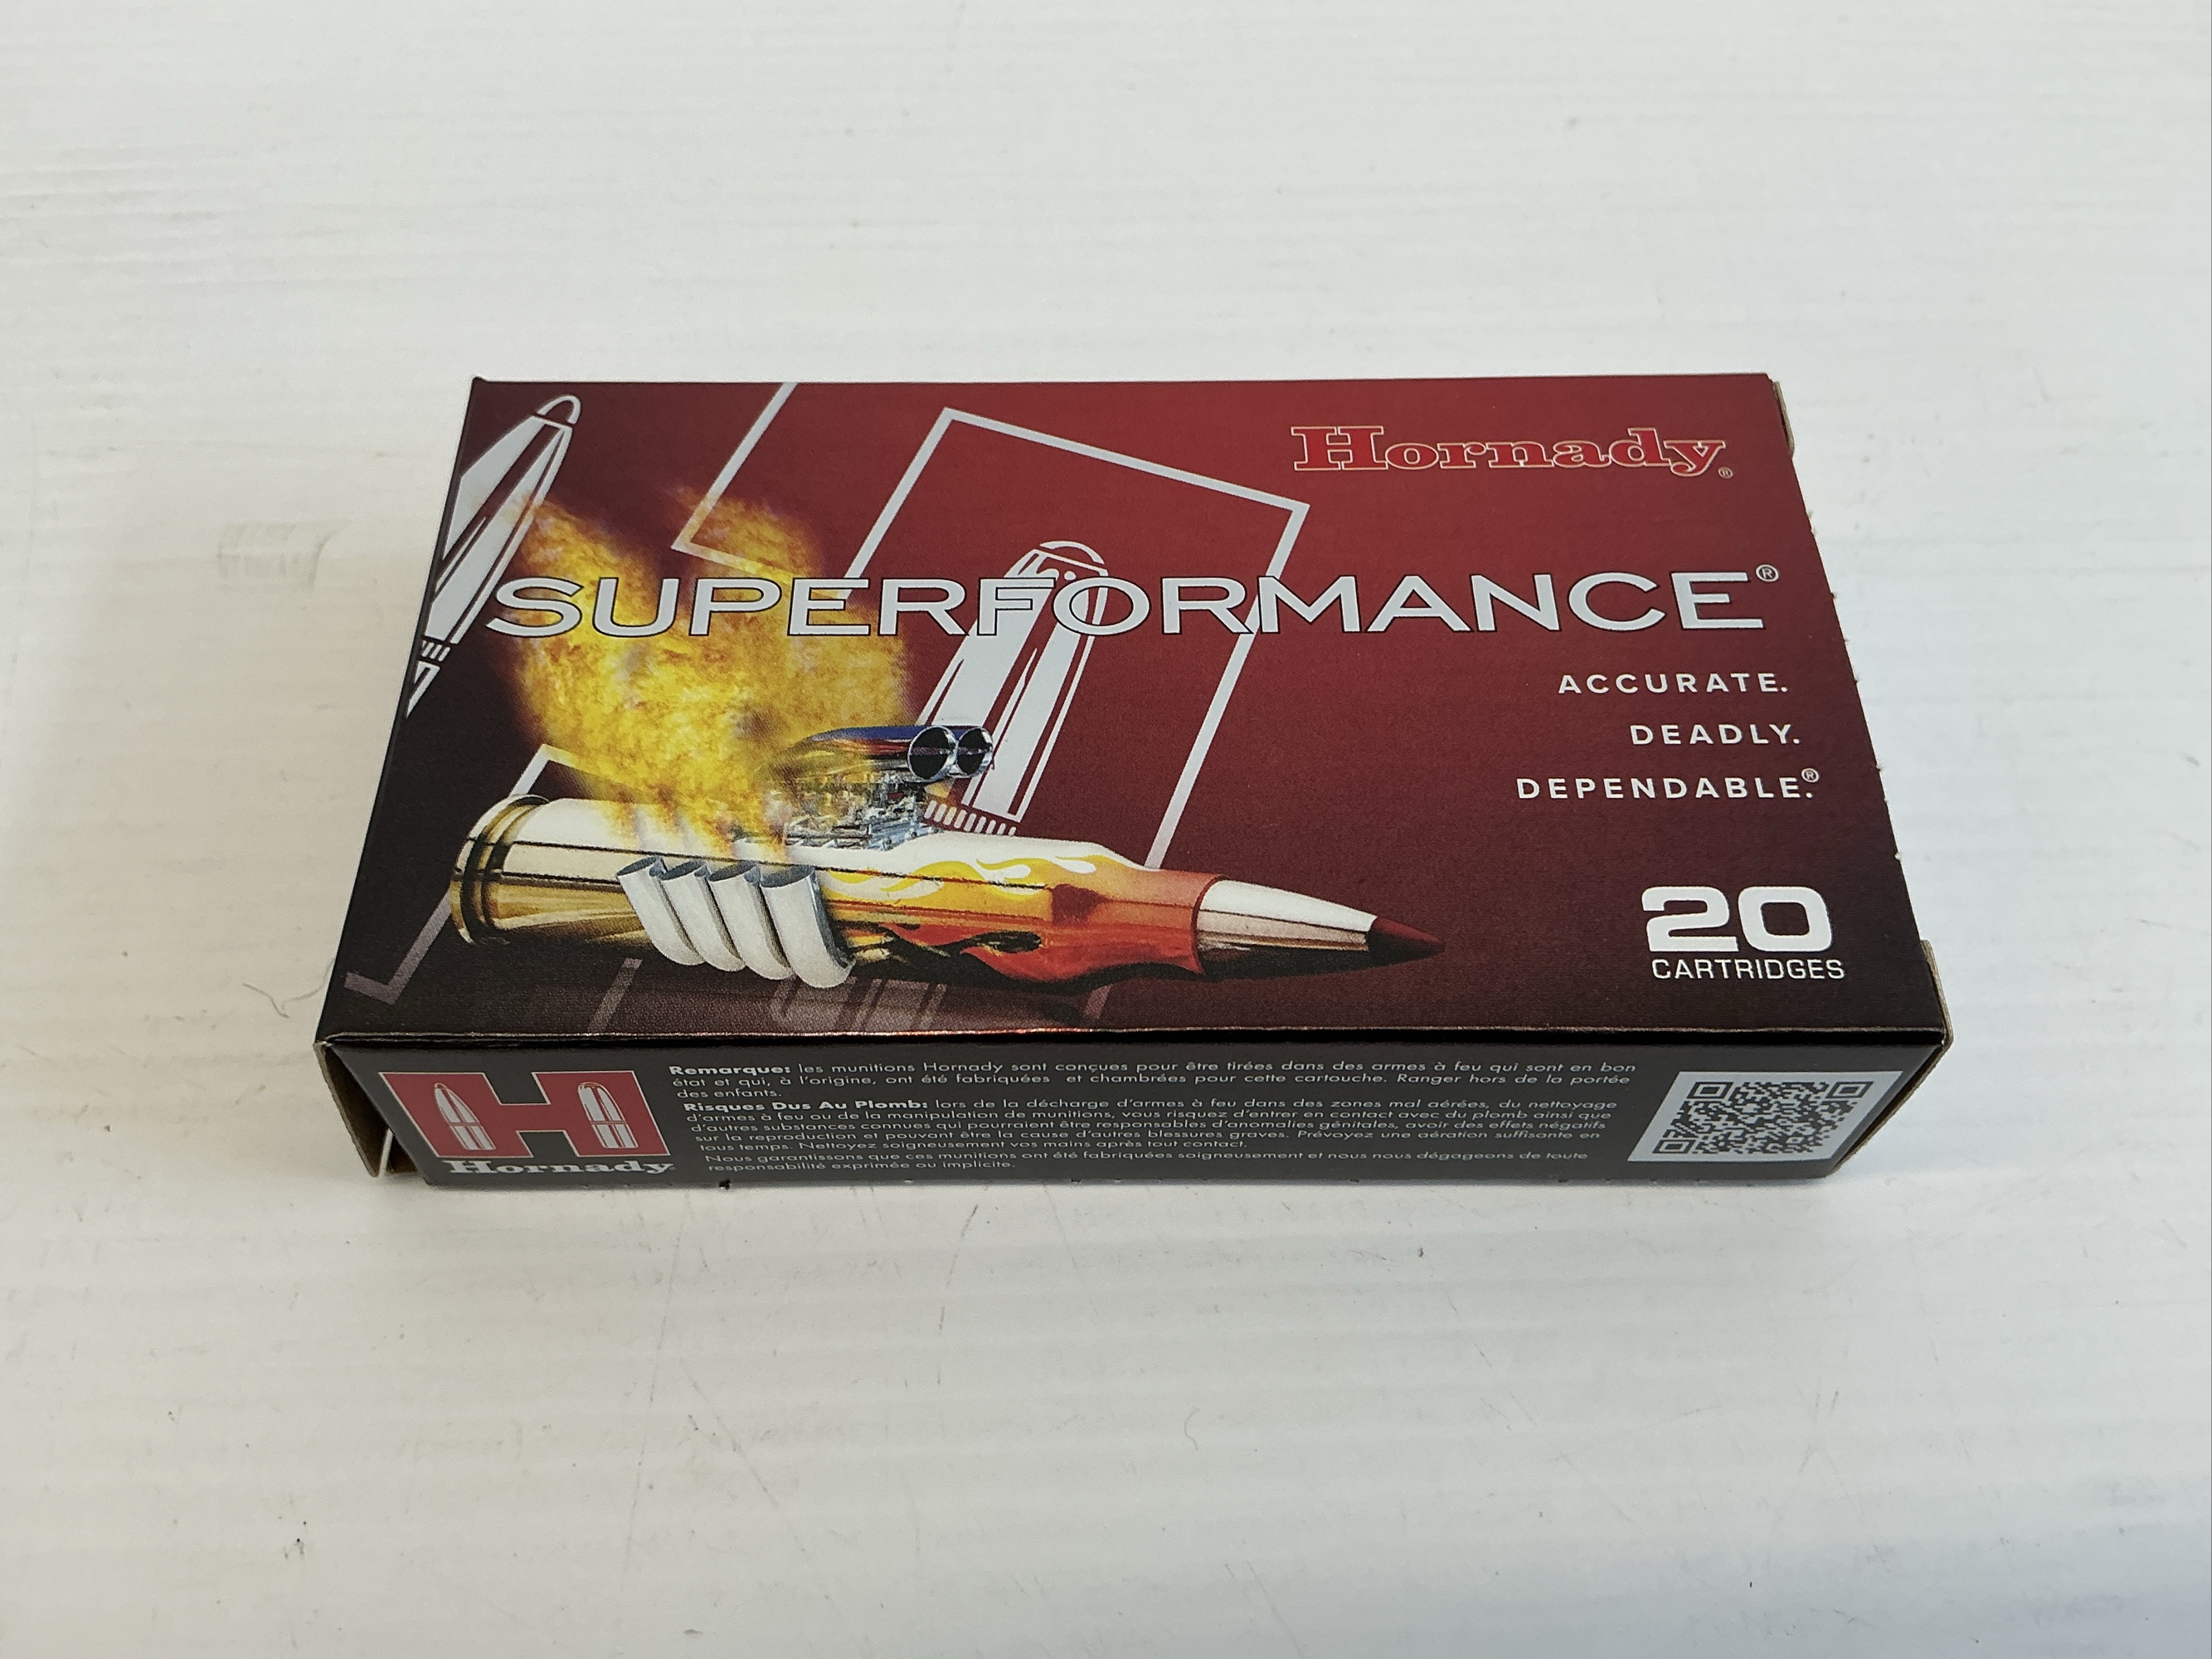 Hornady®
SUPERFORMANCE®
ACCURATE.
DEADLY.
DEPENDABLE.®
20
CARTRIDGES
H
Hornady
Remarque: les munitions Hornady sont conçues pour être tirées dans des armes à feu qui sont en bon
état et qui, à l'origine, ont été fabriquées et chambrées pour cette cartouche. Ranger hors de la portée
des enfants.
Risques Dus Au Plomb: lors de la décharge d'armes à feu dans des zones mal aérées, du nettoyage
d'armes à feu ou de la manipulation de munitions, vous risquez d'entrer en contact avec du plomb ainsi que
d'autres substances connues qui pourraient être responsables d'anomalies génitales, avoir des effets négatifs
sur la reproduction et pouvant être la cause d'autres blessures graves. Prévoyez une aération suffisante en
tous temps. Nettoyez soigneusement vos mains après tout contact.
Nous garantissons que ces munitions ont été fabriquées soigneusement et nous nous dégageons de toute
responsabilité exprimée ou implicite.